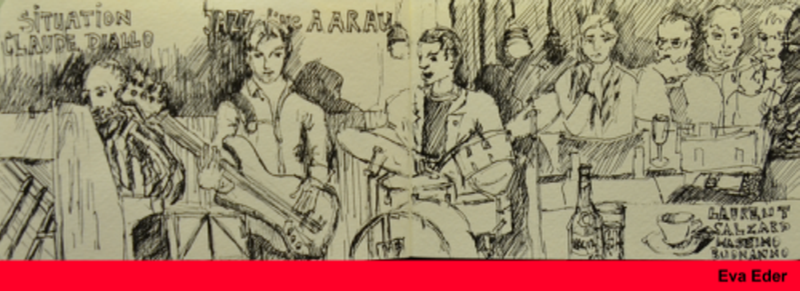 SITUATION
CLAUDE DIALLO
JAZZ live AARAU
LAURENT
SALZARD
MASSIMO
BUONANNO
Eva Eder